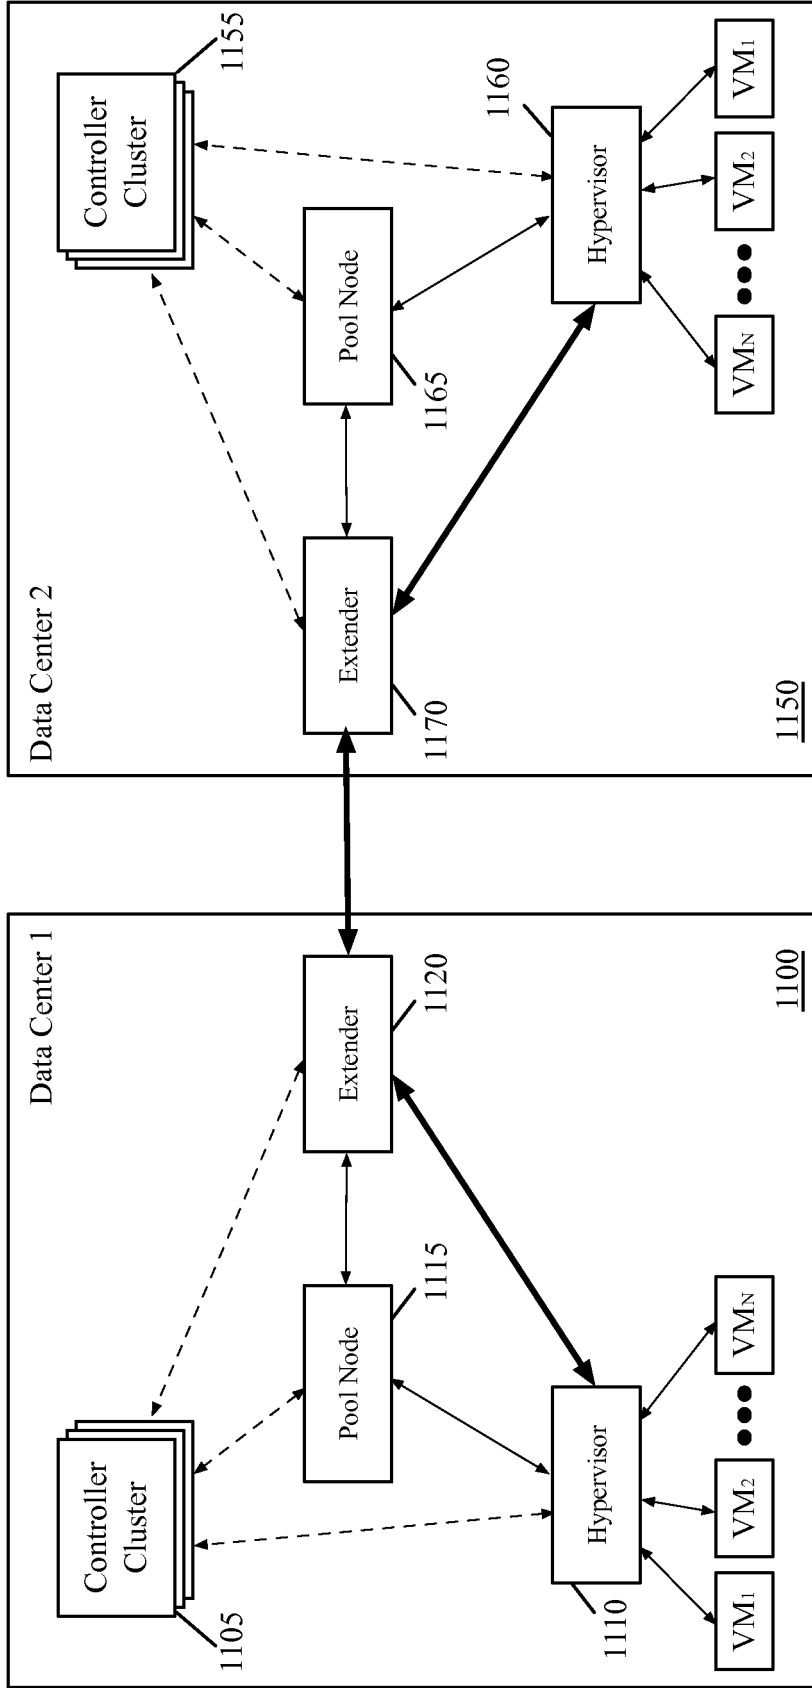 Data Center 1
Controller
Cluster
1105
Pool Node
1115
Extender
1120
Hypervisor
1110
VM1
VM2
VMN
1100
Data Center 2
Controller
Cluster
1155
Extender
1170
Pool Node
1165
Hypervisor
1160
VMN
VM2
VM1
1150